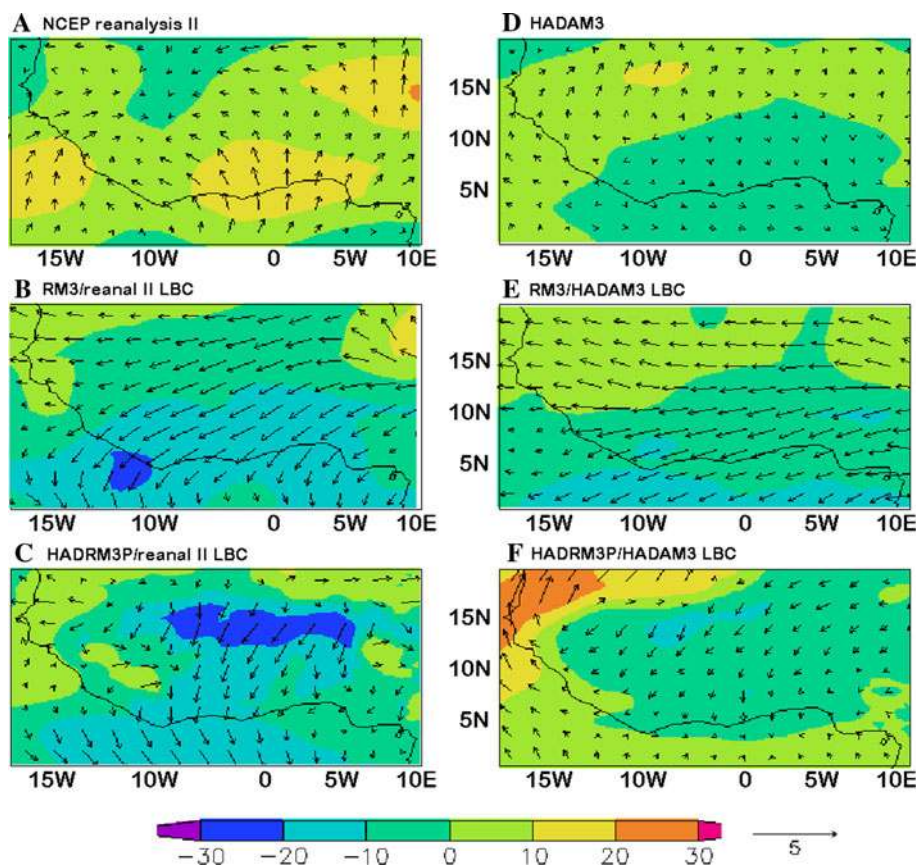 A NCEP reanalysis II
15W 10W 0 5W 10E
B RM3/reanal II LBC
15W 10W 0 5W 10E
C HADRM3P/reanal II LBC
15W 10W 0 5W 10E
D HADAM3
15N
10N
5N
15W 10W 0 5W 10E
E RM3/HADAM3 LBC
15N
10N
5N
15W 10W 0 5W 10E
F HADRM3P/HADAM3 LBC
15N
10N
5N
15W 10W 0 5W 10E
−30 −20 −10 0 10 20 30
5